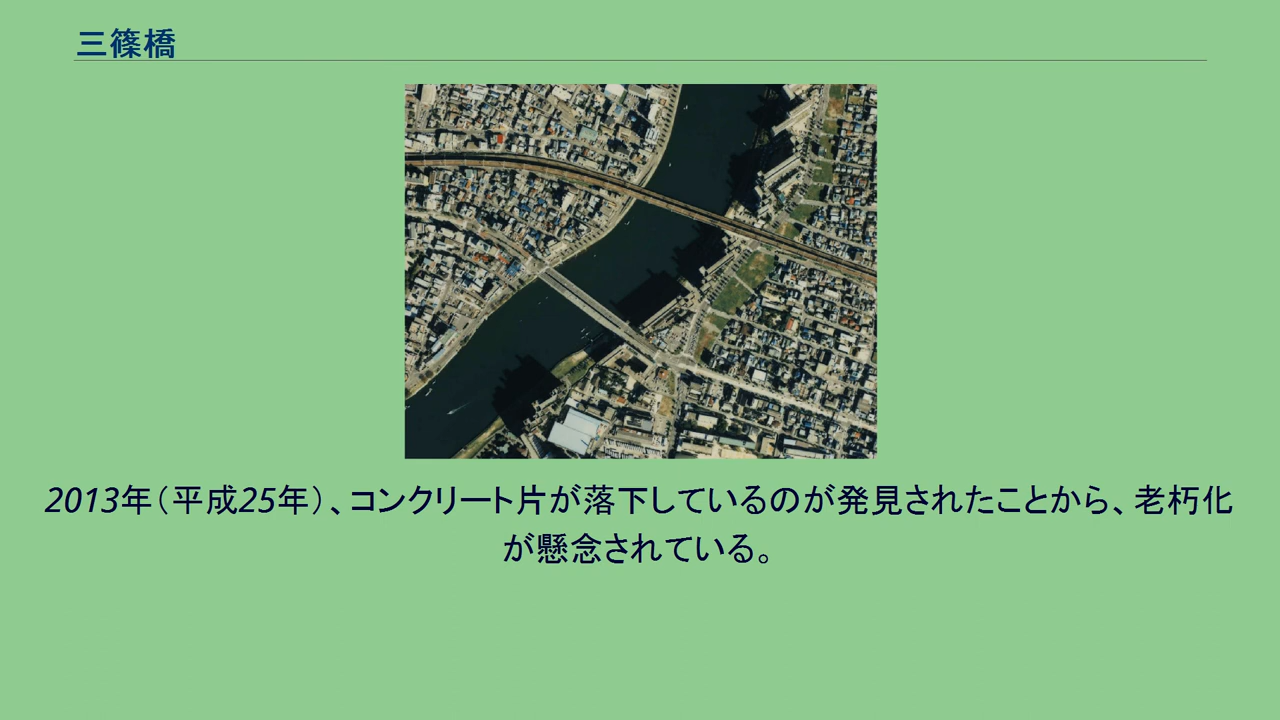 三篠橋
2013年（平成25年）、コンクリート片が落下しているのが発見されたことから、老朽化
が懸念されている。